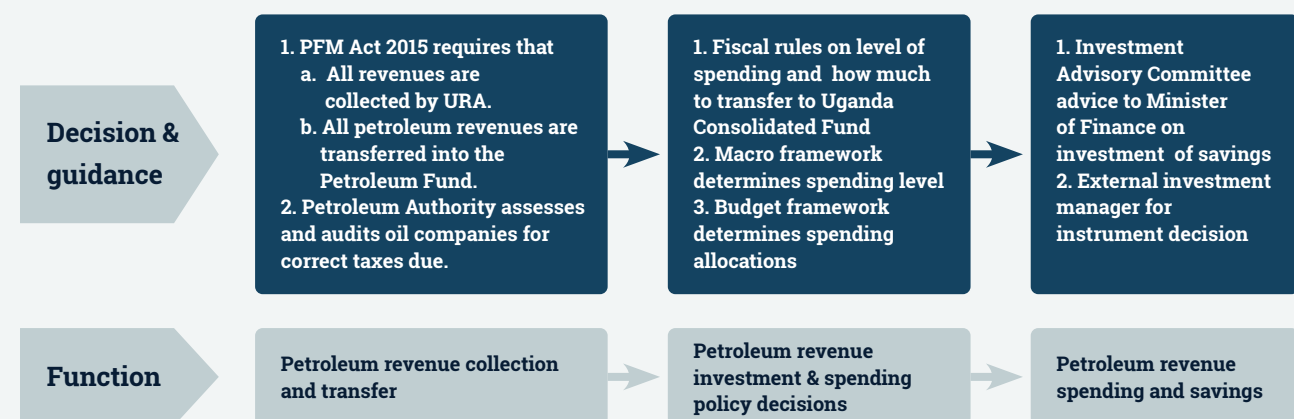 Decision &
guidance
1. PFM Act 2015 requires that
a. All revenues are
collected by URA.
b. All petroleum revenues are
transferred into the
Petroleum Fund.
2. Petroleum Authority assesses
and audits oil companies for
correct taxes due.
1. Fiscal rules on level of
spending and how much
to transfer to Uganda
Consolidated Fund
2. Macro framework
determines spending level
3. Budget framework
determines spending
allocations
1. Investment
Advisory Committee
advice to Minister
of Finance on
investment of savings
2. External investment
manager for
instrument decision
Function
Petroleum revenue collection
and transfer
Petroleum revenue
investment & spending
policy decisions
Petroleum revenue
spending and savings